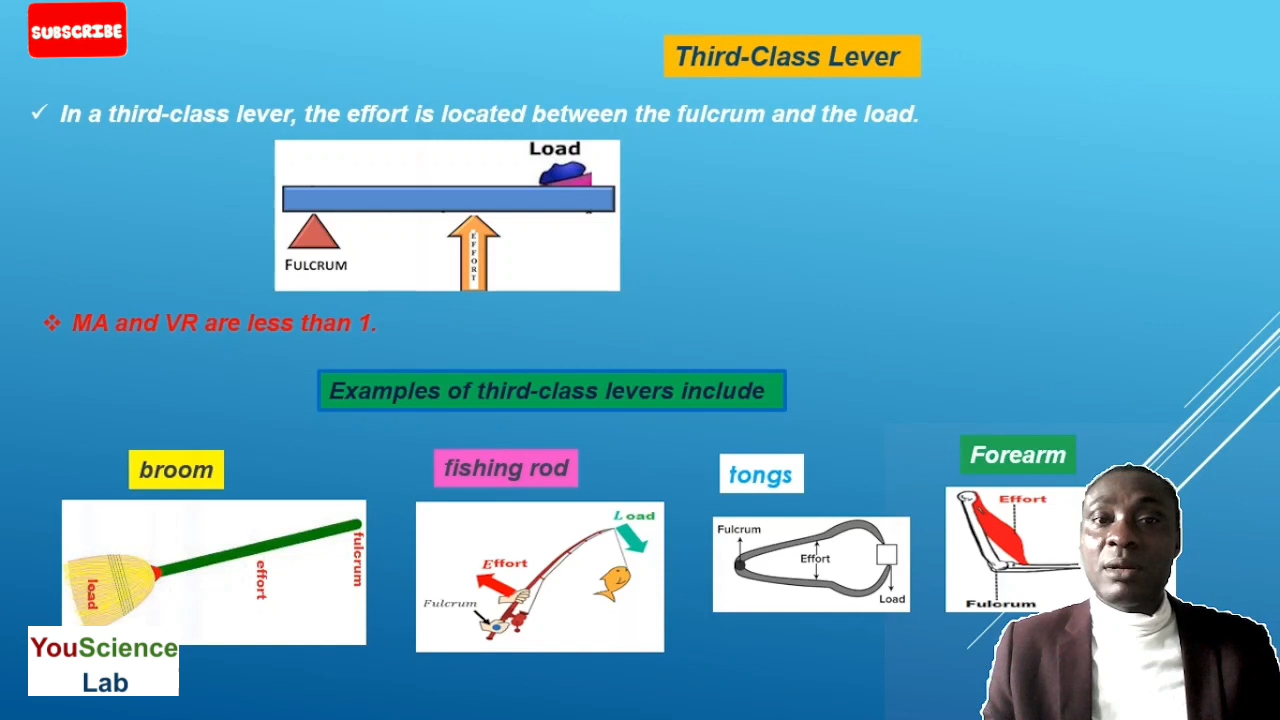 SUBSCRIBE
Third-Class Lever
✓ In a third-class lever, the effort is located between the fulcrum and the load.
Load
EFFORT
FULCRUM
❖ MA and VR are less than 1.
Examples of third-class levers include
broom
fishing rod
tongs
Forearm
load
effort
fulcrum
Load
Effort
Fulcrum
Fulcrum
Effort
Load
Effort
Fulcrum
YouScience
Lab